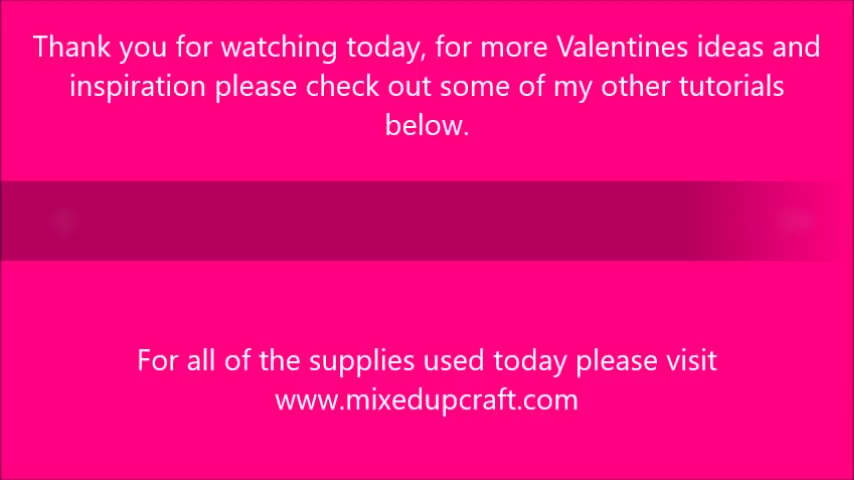 Thank you for watching today, for more Valentines ideas and
inspiration please check out some of my other tutorials
below.
For all of the supplies used today please visit
www.mixedupcraft.com